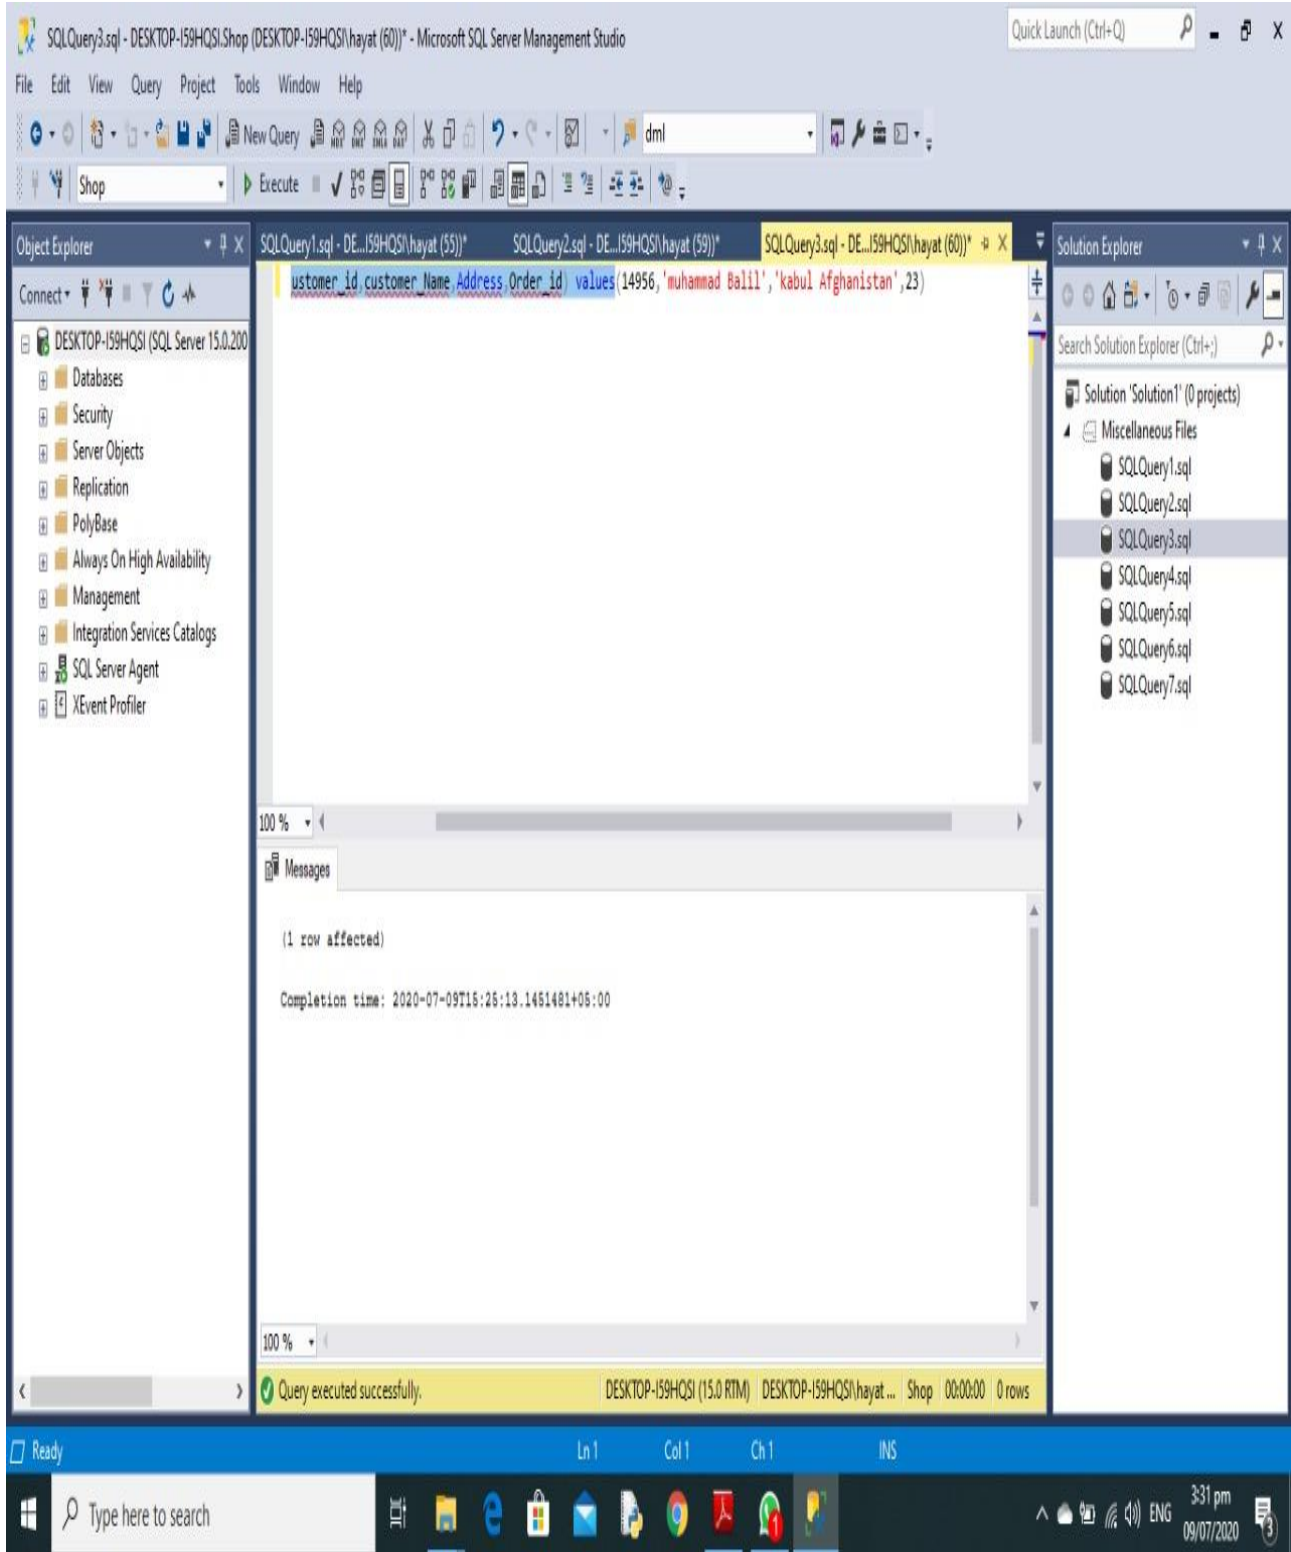 SQLQuery3.sql - DESKTOP-I59HQSI.Shop (DESKTOP-I59HQSI\hayat (60))* - Microsoft SQL Server Management Studio
Quick Launch (Ctrl+Q)
File Edit View Query Project Tools Window Help
New Query
dml
Shop
Execute
Object Explorer
Connect
DESKTOP-I59HQSI (SQL Server 15.0.200
Databases
Security
Server Objects
Replication
PolyBase
Always On High Availability
Management
Integration Services Catalogs
SQL Server Agent
XEvent Profiler
SQLQuery1.sql - DE...I59HQSI\hayat (55))*
SQLQuery2.sql - DE...I59HQSI\hayat (59))*
SQLQuery3.sql - DE...I59HQSI\hayat (60))*
ustomer_id,customer_Name,Address,Order_id) values(14956,'muhammad Balil','kabul Afghanistan',23)
100 %
Messages
(1 row affected)
Completion time: 2020-07-09T15:25:13.1451481+05:00
100 %
Query executed successfully.
DESKTOP-I59HQSI (15.0 RTM)
DESKTOP-I59HQSI\hayat ...
Shop
00:00:00
0 rows
Solution Explorer
Search Solution Explorer (Ctrl+;)
Solution 'Solution1' (0 projects)
Miscellaneous Files
SQLQuery1.sql
SQLQuery2.sql
SQLQuery3.sql
SQLQuery4.sql
SQLQuery5.sql
SQLQuery6.sql
SQLQuery7.sql
Ready
Ln 1
Col 1
Ch 1
INS
Type here to search
ENG
3:31 pm
09/07/2020